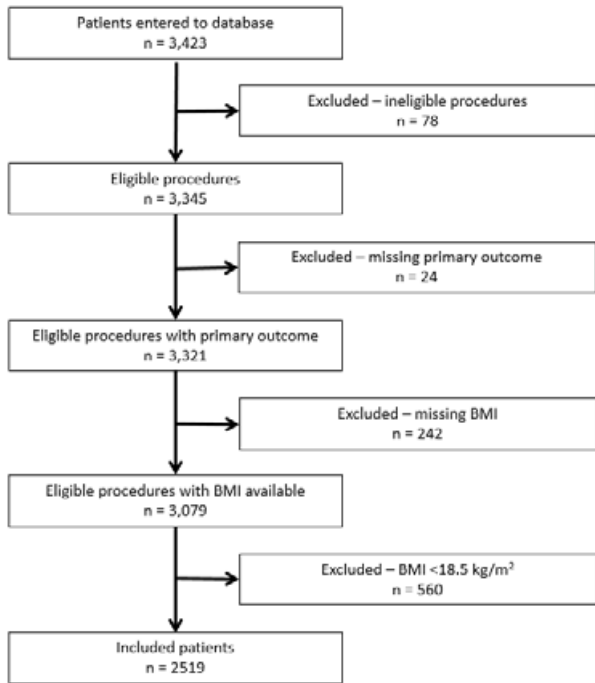 Patients entered to database
n = 3,423
Excluded – ineligible procedures
n = 78
Eligible procedures
n = 3,345
Excluded – missing primary outcome
n = 24
Eligible procedures with primary outcome
n = 3,321
Excluded – missing BMI
n = 242
Eligible procedures with BMI available
n = 3,079
Excluded – BMI <18.5 kg/m²
n = 560
Included patients
n = 2519